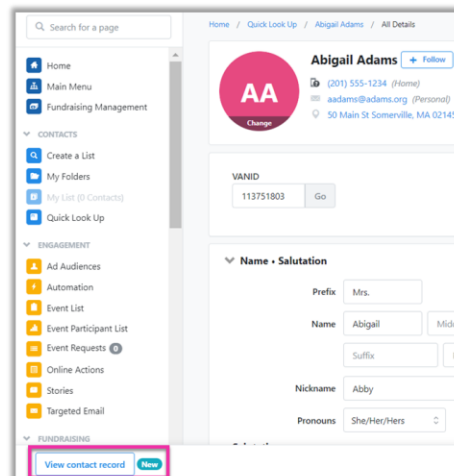 Search for a page
Home
Main Menu
Fundraising Management
CONTACTS
Create a List
My Folders
My List (0 Contacts)
Quick Look Up
ENGAGEMENT
Ad Audiences
Automation
Event List
Event Participant List
Event Requests 0
Online Actions
Stories
Targeted Email
FUNDRAISING
View contact record New
Home / Quick Look Up / Abigail Adams / All Details
AA
Change
Abigail Adams + Follow
(201) 555-1234 (Home)
aadams@adams.org (Personal)
50 Main St Somerville, MA 02145
VANID
113751803 Go
Name • Salutation
Prefix Mrs.
Name Abigail
Suffix
Nickname Abby
Pronouns She/Her/Hers